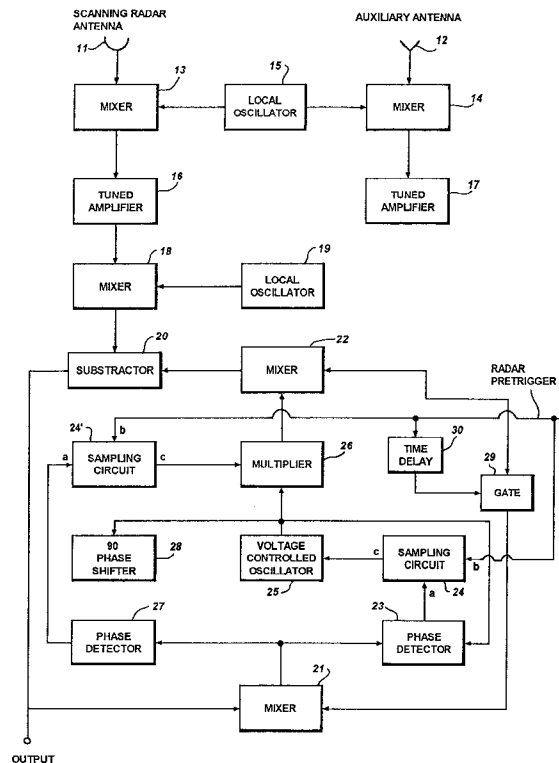 SCANNING RADAR
ANTENNA
11
AUXILIARY ANTENNA
12
13
MIXER
15
LOCAL
OSCILLATOR
MIXER
14
16
TUNED
AMPLIFIER
TUNED
AMPLIFIER
17
18
MIXER
19
LOCAL
OSCILLATOR
20
SUBSTRACTOR
22
MIXER
RADAR
PRETRIGGER
24'
a
b
SAMPLING
CIRCUIT
c
MULTIPLIER
26
30
TIME
DELAY
29
GATE
90
PHASE
SHIFTER
28
VOLTAGE
CONTROLLED
OSCILLATOR
25
c
SAMPLING
CIRCUIT
b
24
a
27
PHASE
DETECTOR
23
PHASE
DETECTOR
21
MIXER
OUTPUT